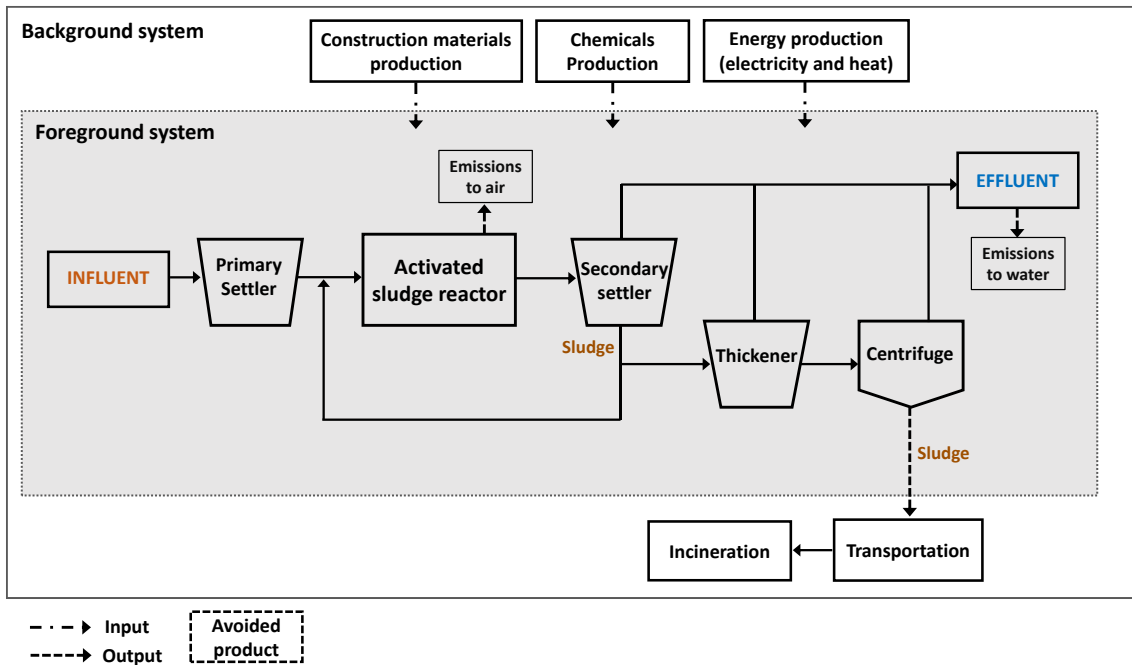 Background system
Construction materials
production
Chemicals
Production
Energy production
(electricity and heat)
Foreground system
Emissions
to air
EFFLUENT
Emissions
to water
INFLUENT
Primary
Settler
Activated
sludge reactor
Secondary
settler
Sludge
Thickener
Centrifuge
Sludge
Incineration
Transportation
Input
Output
Avoided
product